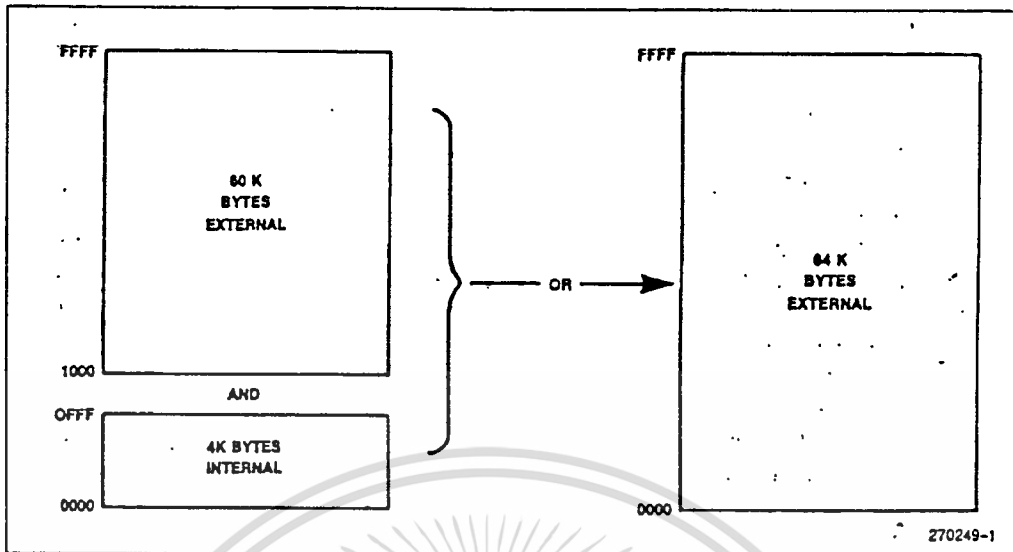 FFFF
60 K
BYTES
EXTERNAL
1000
AND
0FFF
4K BYTES
INTERNAL
0000
OR
FFFF
64 K
BYTES
EXTERNAL
0000
270249-1